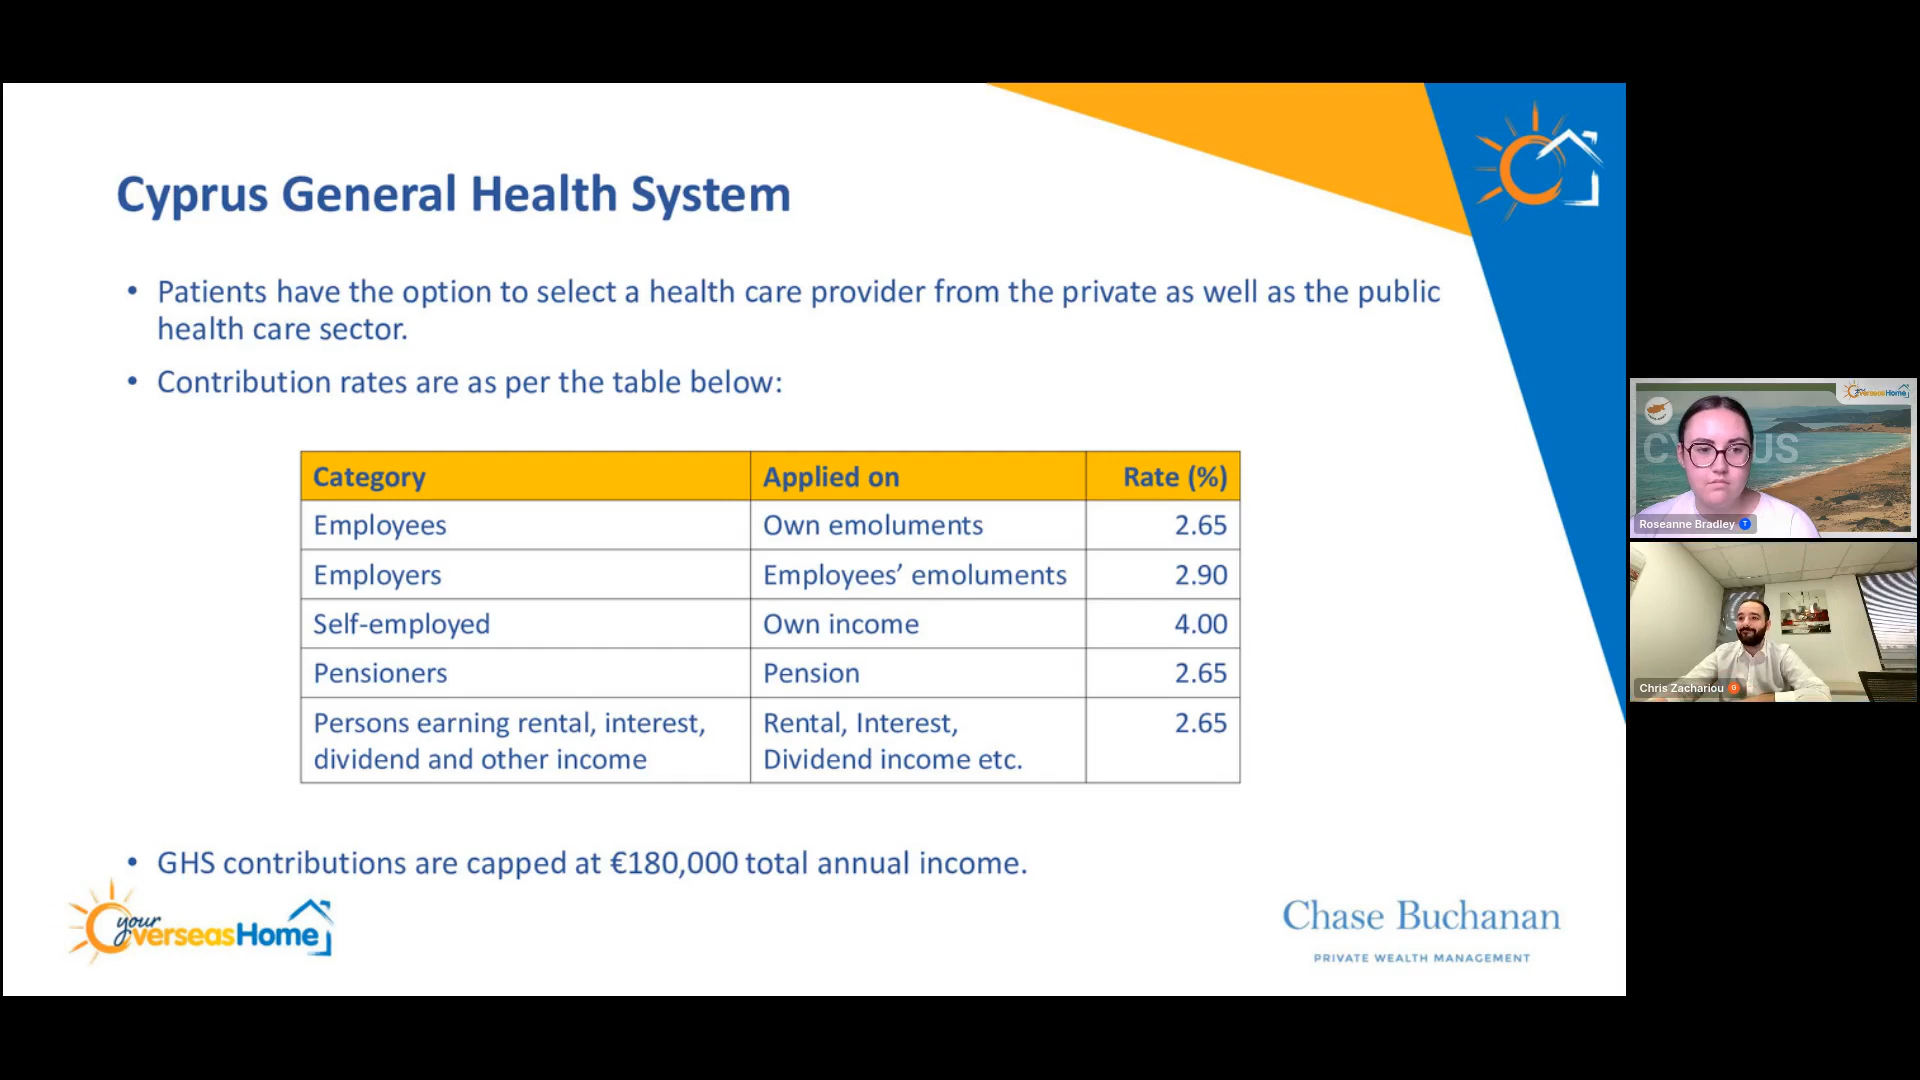 Cyprus General Health System
• Patients have the option to select a health care provider from the private as well as the public
health care sector.
• Contribution rates are as per the table below:
Category Applied on Rate (%)
Employees Own emoluments 2.65
Employers Employees’ emoluments 2.90
Self-employed Own income 4.00
Pensioners Pension 2.65
Persons earning rental, interest, Rental, Interest, 2.65
dividend and other income Dividend income etc.
• GHS contributions are capped at €180,000 total annual income.
your
OverseasHome
Chase Buchanan
PRIVATE WEALTH MANAGEMENT
OverseasHome
CYPRUS
Roseanne Bradley T
Chris Zachariou G